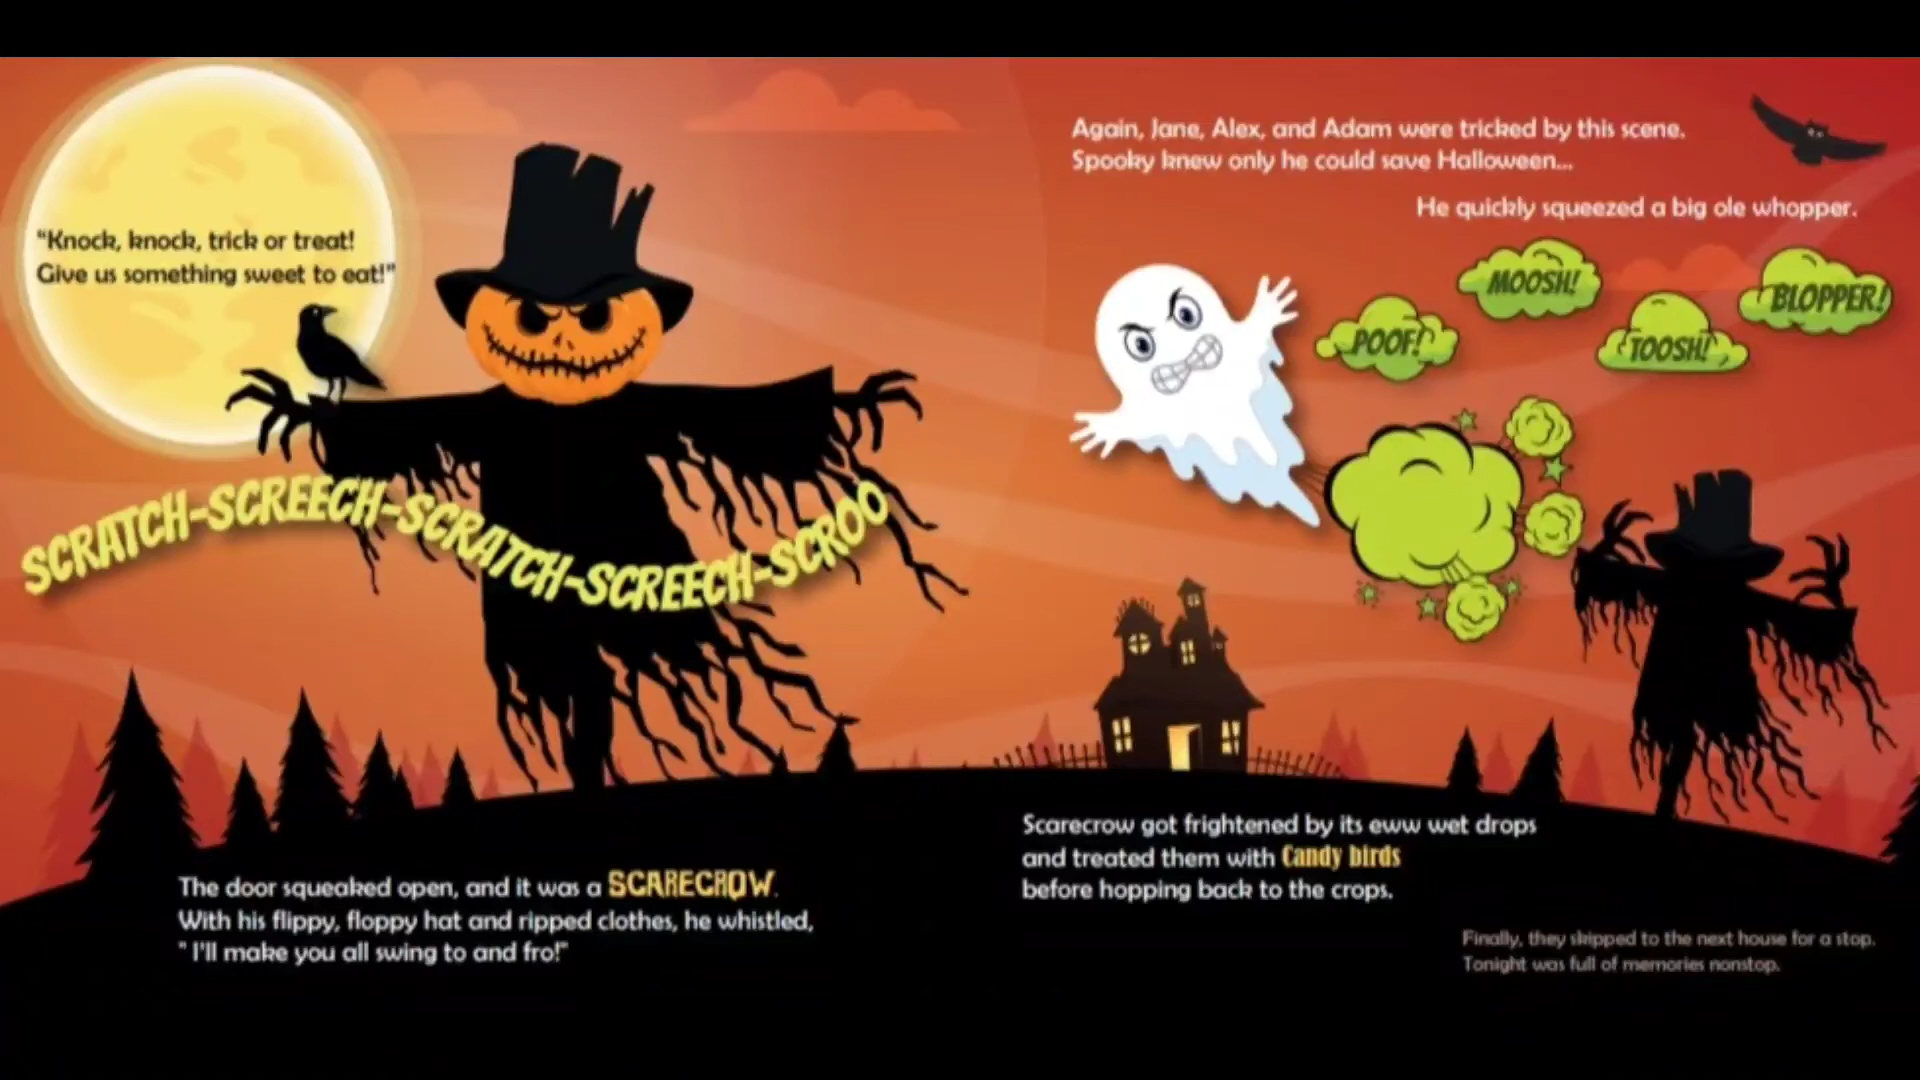 "Knock, knock, trick or treat!
Give us something sweet to eat!"
SCRATCH-SCREECH-SCRATCH-SCREECH-SCROO
The door squeaked open, and it was a SCARECROW.
With his flippy, floppy hat and ripped clothes, he whistled,
" I'll make you all swing to and fro!"
Again, Jane, Alex, and Adam were tricked by this scene.
Spooky knew only he could save Halloween...
He quickly squeezed a big ole whopper.
POOF!
MOOSH!
TOOSH!
BLOPPER!
Scarecrow got frightened by its eww wet drops
and treated them with Candy birds
before hopping back to the crops.
Finally, they skipped to the next house for a stop.
Tonight was full of memories nonstop.